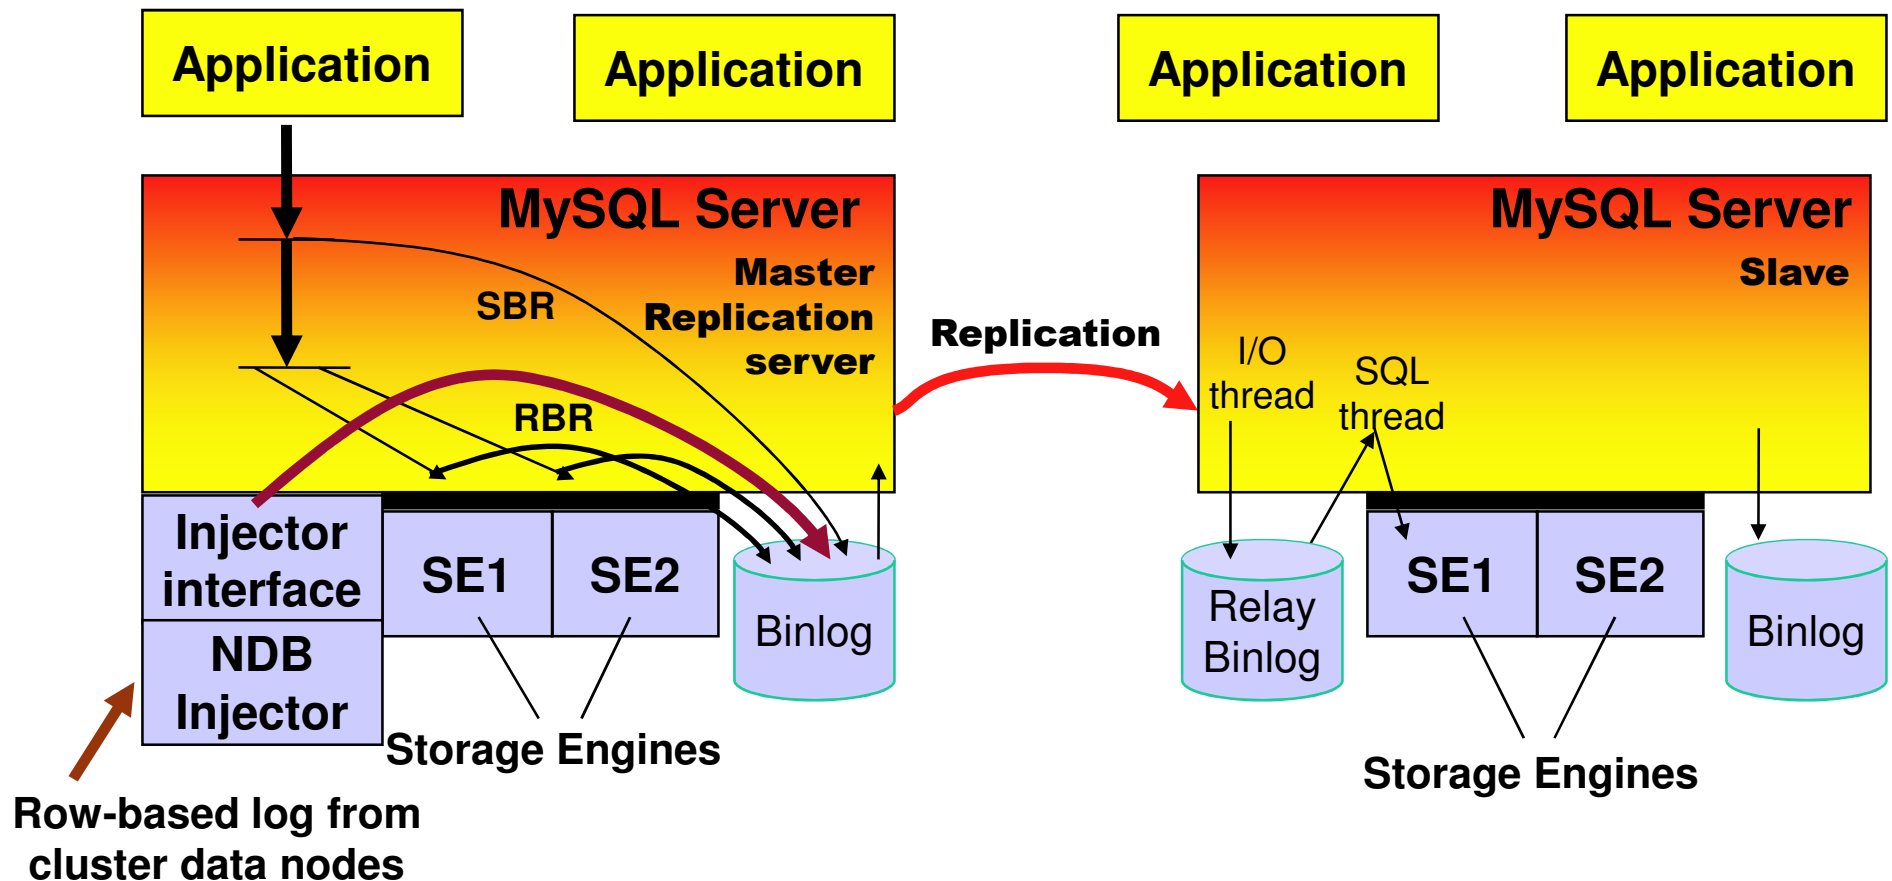 Application
Application
Application
Application
MySQL Server
Master
Replication
server
SBR
RBR
Replication
MySQL Server
Slave
I/O
thread
SQL
thread
Injector
interface
NDB
Injector
SE1
SE2
Binlog
Storage Engines
Row-based log from
cluster data nodes
Relay
Binlog
SE1
SE2
Binlog
Storage Engines